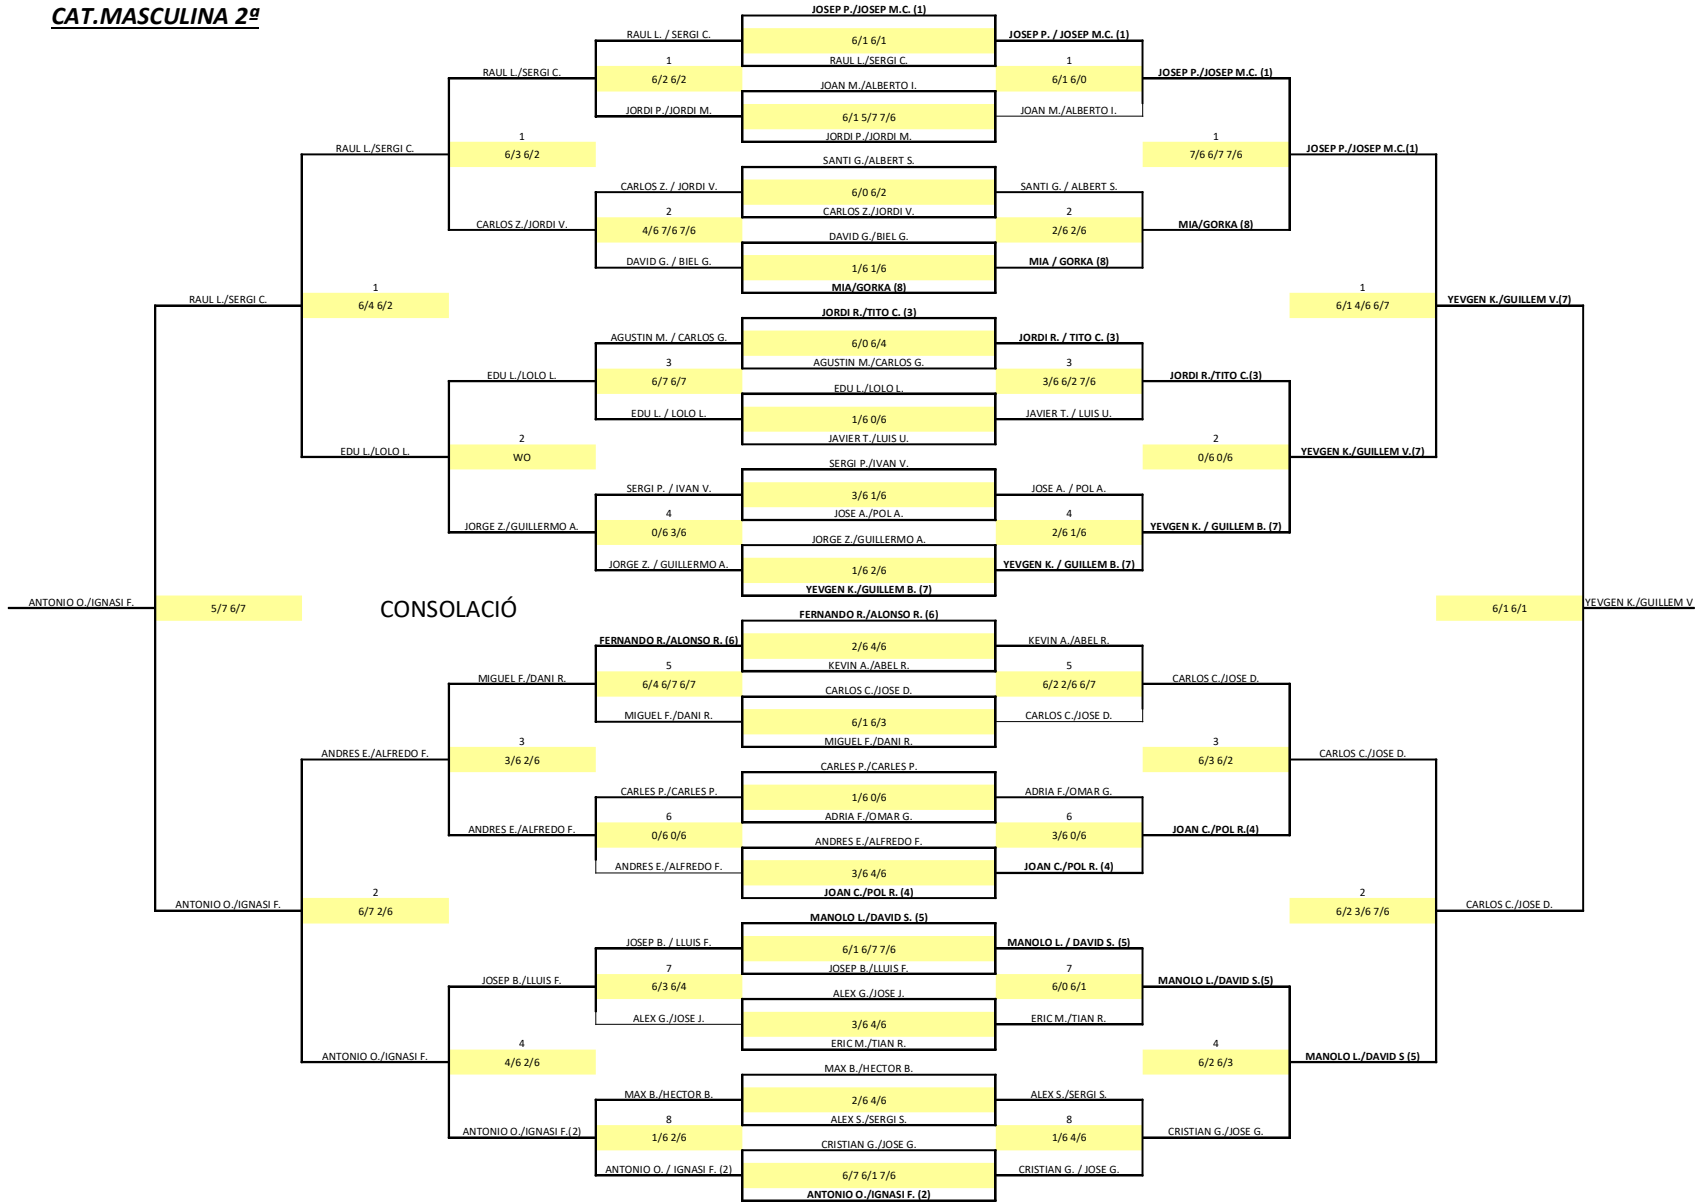 CAT.MASCULINA 2ª
JOSEP P./JOSEP M.C. (1)
RAUL L. / SERGI C.
6/1 6/1
JOSEP P. / JOSEP M.C. (1)
RAUL L./SERGI C.
1
1
RAUL L./SERGI C.
6/2 6/2
6/1 6/0
JOSEP P./JOSEP M.C. (1)
JOAN M./ALBERTO I.
JORDI P./JORDI M.
6/1 5/7 7/6
JOAN M./ALBERTO I.
JORDI P./JORDI M.
1
1
RAUL L./SERGI C.
6/3 6/2
7/6 6/7 7/6
JOSEP P./JOSEP M.C.(1)
SANTI G./ALBERT S.
CARLOS Z. / JORDI V.
6/0 6/2
SANTI G. / ALBERT S.
CARLOS Z./JORDI V.
2
2
CARLOS Z./JORDI V.
4/6 7/6 7/6
2/6 2/6
MIA/GORKA (8)
DAVID G./BIEL G.
DAVID G. / BIEL G.
1/6 1/6
MIA / GORKA (8)
MIA/GORKA (8)
1
1
RAUL L./SERGI C.
6/4 6/2
6/1 4/6 6/7
YEVGEN K./GUILLEM V.(7)
JORDI R./TITO C. (3)
AGUSTIN M. / CARLOS G.
6/0 6/4
JORDI R. / TITO C. (3)
AGUSTIN M./CARLOS G.
3
3
EDU L./LOLO L.
6/7 6/7
3/6 6/2 7/6
JORDI R./TITO C.(3)
EDU L./LOLO L.
EDU L. / LOLO L.
1/6 0/6
JAVIER T. / LUIS U.
JAVIER T./LUIS U.
2
2
EDU L./LOLO L.
WO
0/6 0/6
YEVGEN K./GUILLEM V.(7)
SERGI P./IVAN V.
SERGI P. / IVAN V.
3/6 1/6
JOSE A. / POL A.
JOSE A./POL A.
4
4
JORGE Z./GUILLERMO A.
0/6 3/6
2/6 1/6
YEVGEN K. / GUILLEM B. (7)
JORGE Z./GUILLERMO A.
JORGE Z. / GUILLERMO A.
1/6 2/6
YEVGEN K. / GUILLEM B. (7)
YEVGEN K./GUILLEM B. (7)
ANTONIO O./IGNASI F.
5/7 6/7
CONSOLACIÓ
6/1 6/1
YEVGEN K./GUILLEM V
FERNANDO R./ALONSO R. (6)
FERNANDO R./ALONSO R. (6)
2/6 4/6
KEVIN A./ABEL R.
KEVIN A./ABEL R.
5
5
MIGUEL F./DANI R.
6/4 6/7 6/7
6/2 2/6 6/7
CARLOS C./JOSE D.
CARLOS C./JOSE D.
MIGUEL F./DANI R.
6/1 6/3
CARLOS C./JOSE D.
MIGUEL F./DANI R.
3
3
ANDRES E./ALFREDO F.
3/6 2/6
6/3 6/2
CARLOS C./JOSE D.
CARLES P./CARLES P.
CARLES P./CARLES P.
1/6 0/6
ADRIA F./OMAR G.
ADRIA F./OMAR G.
6
6
ANDRES E./ALFREDO F.
0/6 0/6
3/6 0/6
JOAN C./POL R.(4)
ANDRES E./ALFREDO F.
ANDRES E./ALFREDO F.
3/6 4/6
JOAN C./POL R. (4)
JOAN C./POL R. (4)
2
2
ANTONIO O./IGNASI F.
6/7 2/6
6/2 3/6 7/6
CARLOS C./JOSE D.
MANOLO L./DAVID S. (5)
JOSEP B. / LLUIS F.
6/1 6/7 7/6
MANOLO L. / DAVID S. (5)
JOSEP B./LLUIS F.
7
7
JOSEP B./LLUIS F.
6/3 6/4
6/0 6/1
MANOLO L./DAVID S.(5)
ALEX G./JOSE J.
ALEX G./JOSE J.
3/6 4/6
ERIC M./TIAN R.
ERIC M./TIAN R.
4
4
ANTONIO O./IGNASI F.
4/6 2/6
6/2 6/3
MANOLO L./DAVID S (5)
MAX B./HECTOR B.
MAX B./HECTOR B.
2/6 4/6
ALEX S./SERGI S.
ALEX S./SERGI S.
8
8
ANTONIO O./IGNASI F.(2)
1/6 2/6
1/6 4/6
CRISTIAN G./JOSE G.
CRISTIAN G./JOSE G.
ANTONIO O. / IGNASI F. (2)
6/7 6/1 7/6
CRISTIAN G. / JOSE G.
ANTONIO O./IGNASI F. (2)